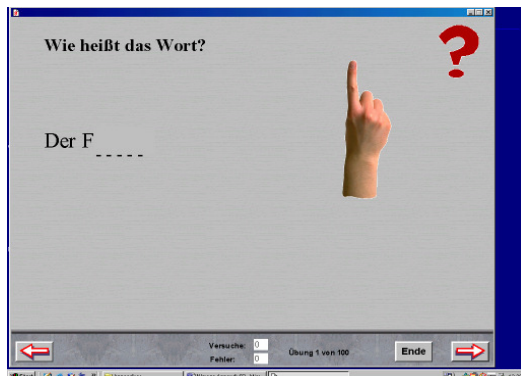 Wie heißt das Wort?
?
Der F_ _ _ _ _
Versuche: 0
Fehler: 0
Übung 1 von 100
Ende